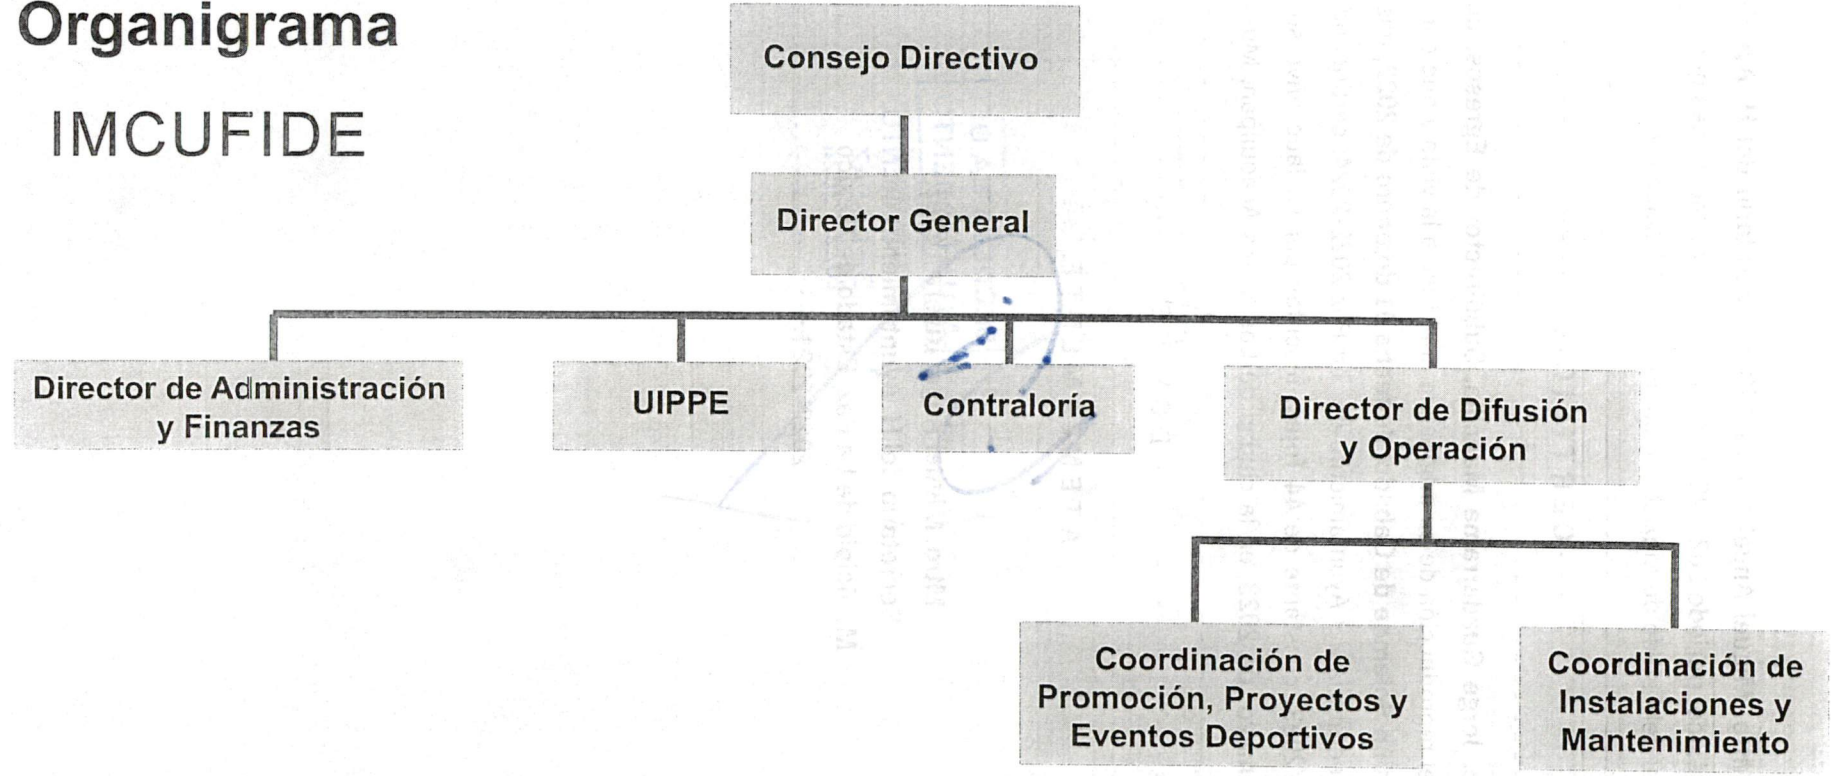 Organigrama
IMCUFIDE
Consejo Directivo
Director General
Director de Administración
y Finanzas
UIPPE
Contraloría
Director de Difusión
y Operación
Coordinación de
Promoción, Proyectos y
Eventos Deportivos
Coordinación de
Instalaciones y
Mantenimiento